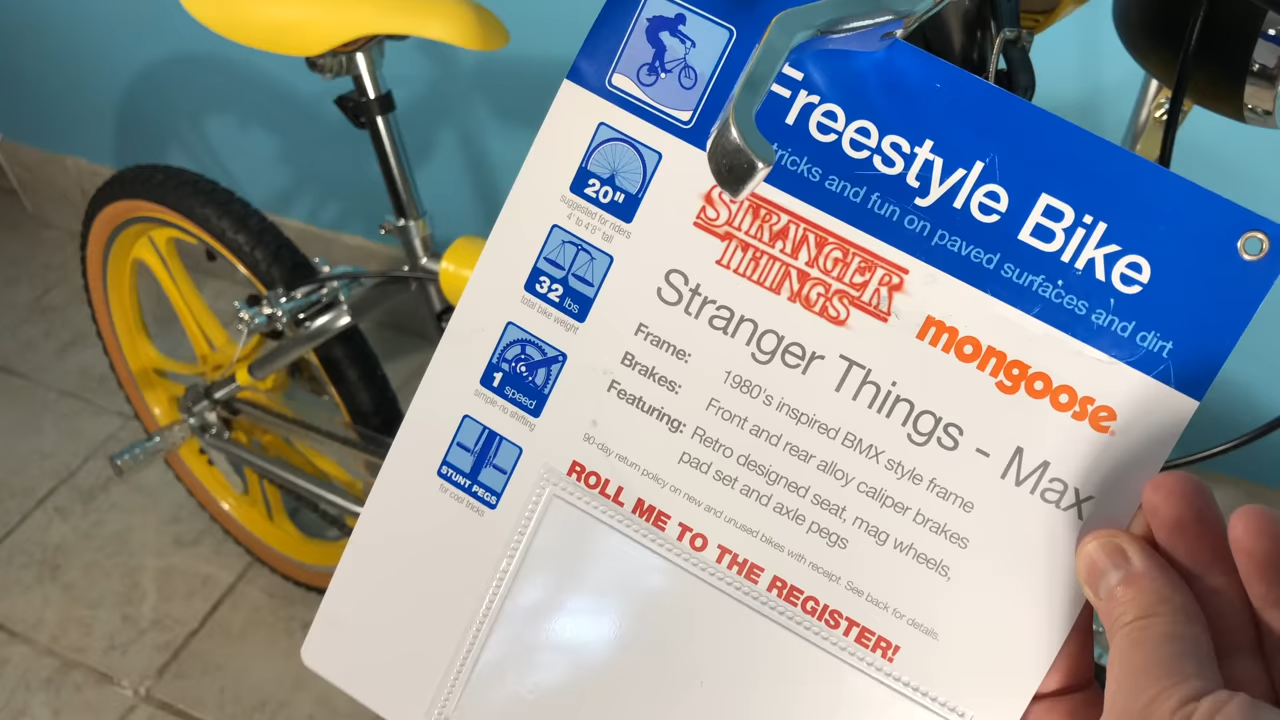 Freestyle Bike
tricks and fun on paved surfaces and dirt
20"
suggested for riders
4' to 4'8" tall
32 lbs
total bike weight
1 speed
simple-no shifting
STUNT PEGS
for cool tricks
STRANGER
THINGS
mongoose
Stranger Things - Max
Frame: 1980's inspired BMX style frame
Brakes: Front and rear alloy caliper brakes
Featuring: Retro designed seat, mag wheels,
pad set and axle pegs
90-day return policy on new and unused bikes with receipt. See back for details.
ROLL ME TO THE REGISTER!